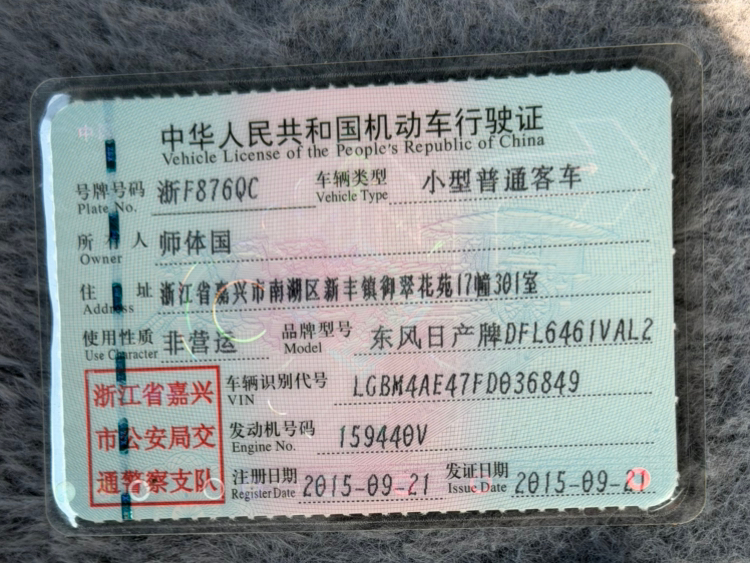 中华人民共和国机动车行驶证
Vehicle License of the People's Republic of China
号牌号码 浙F876QC 车辆类型 小型普通客车
Plate No. Vehicle Type
所有人 师体国
Owner
住址 浙江省嘉兴市南湖区新丰镇御翠花苑17幢301室
Address
使用性质 非营运 品牌型号 东风日产牌DFL6461VAL2
Use Character Model
浙江省嘉兴
市公安局交
通警察支队
车辆识别代号 LGBM4AE47FD036849
VIN
发动机号码 159440V
Engine No.
注册日期 2015-09-21 发证日期 2015-09-21
Register Date Issue Date